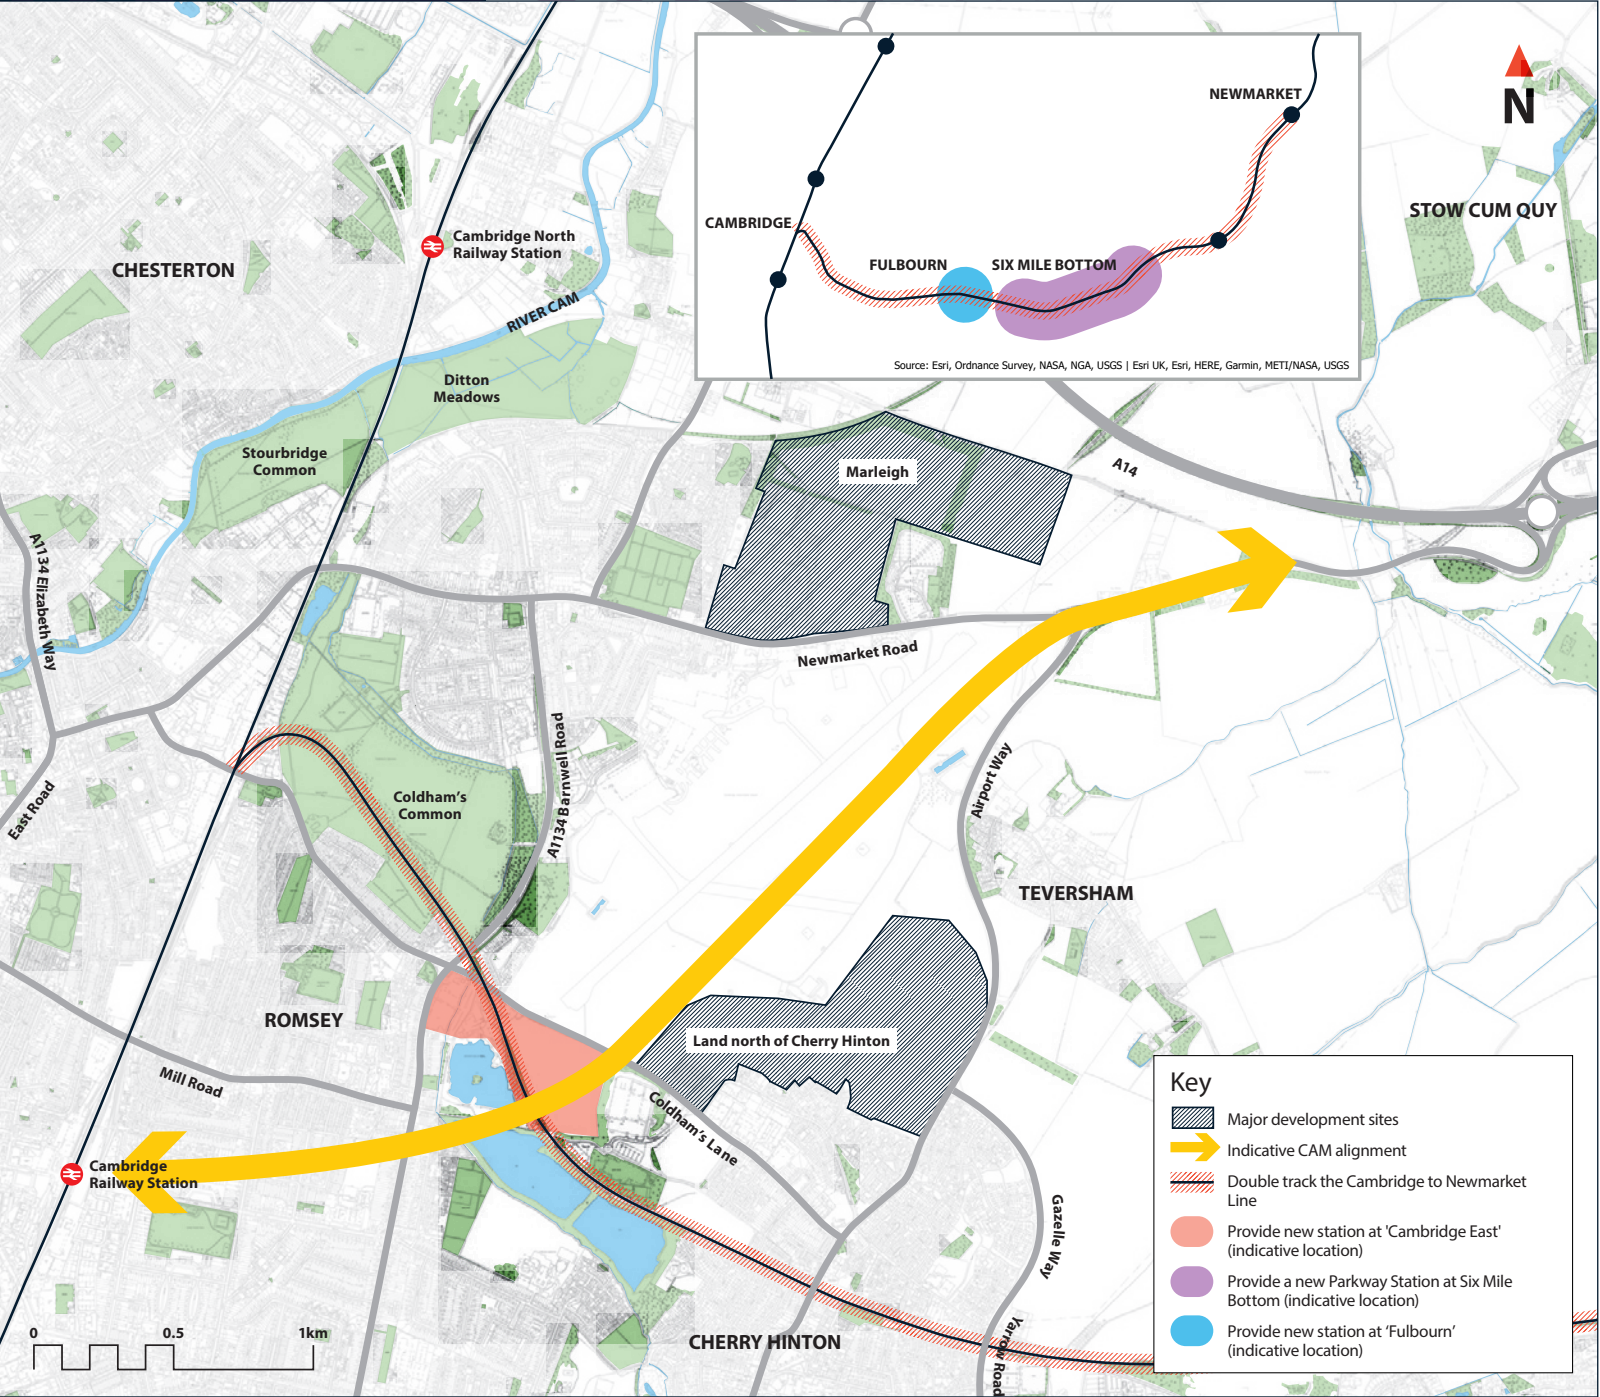 NEWMARKET
CAMBRIDGE
FULBOURN
SIX MILE BOTTOM
Source: Esri, Ordnance Survey, NASA, NGA, USGS | Esri UK, Esri, HERE, Garmin, METI/NASA, USGS
N
STOW CUM QUY
Cambridge North
Railway Station
CHESTERTON
RIVER CAM
Ditton
Meadows
Stourbridge
Common
Marleigh
A14
A1134 Elizabeth Way
Newmarket Road
A1134 Barnwell Road
Airport Way
East Road
Coldham's
Common
TEVERSHAM
ROMSEY
Land north of Cherry Hinton
Mill Road
Coldham's Lane
Cambridge
Railway Station
Gazelle Way
Yarrow Road
CHERRY HINTON
0
0.5
1km
Key
Major development sites
Indicative CAM alignment
Double track the Cambridge to Newmarket
Line
Provide new station at 'Cambridge East'
(indicative location)
Provide a new Parkway Station at Six Mile
Bottom (indicative location)
Provide new station at ‘Fulbourn’
(indicative location)